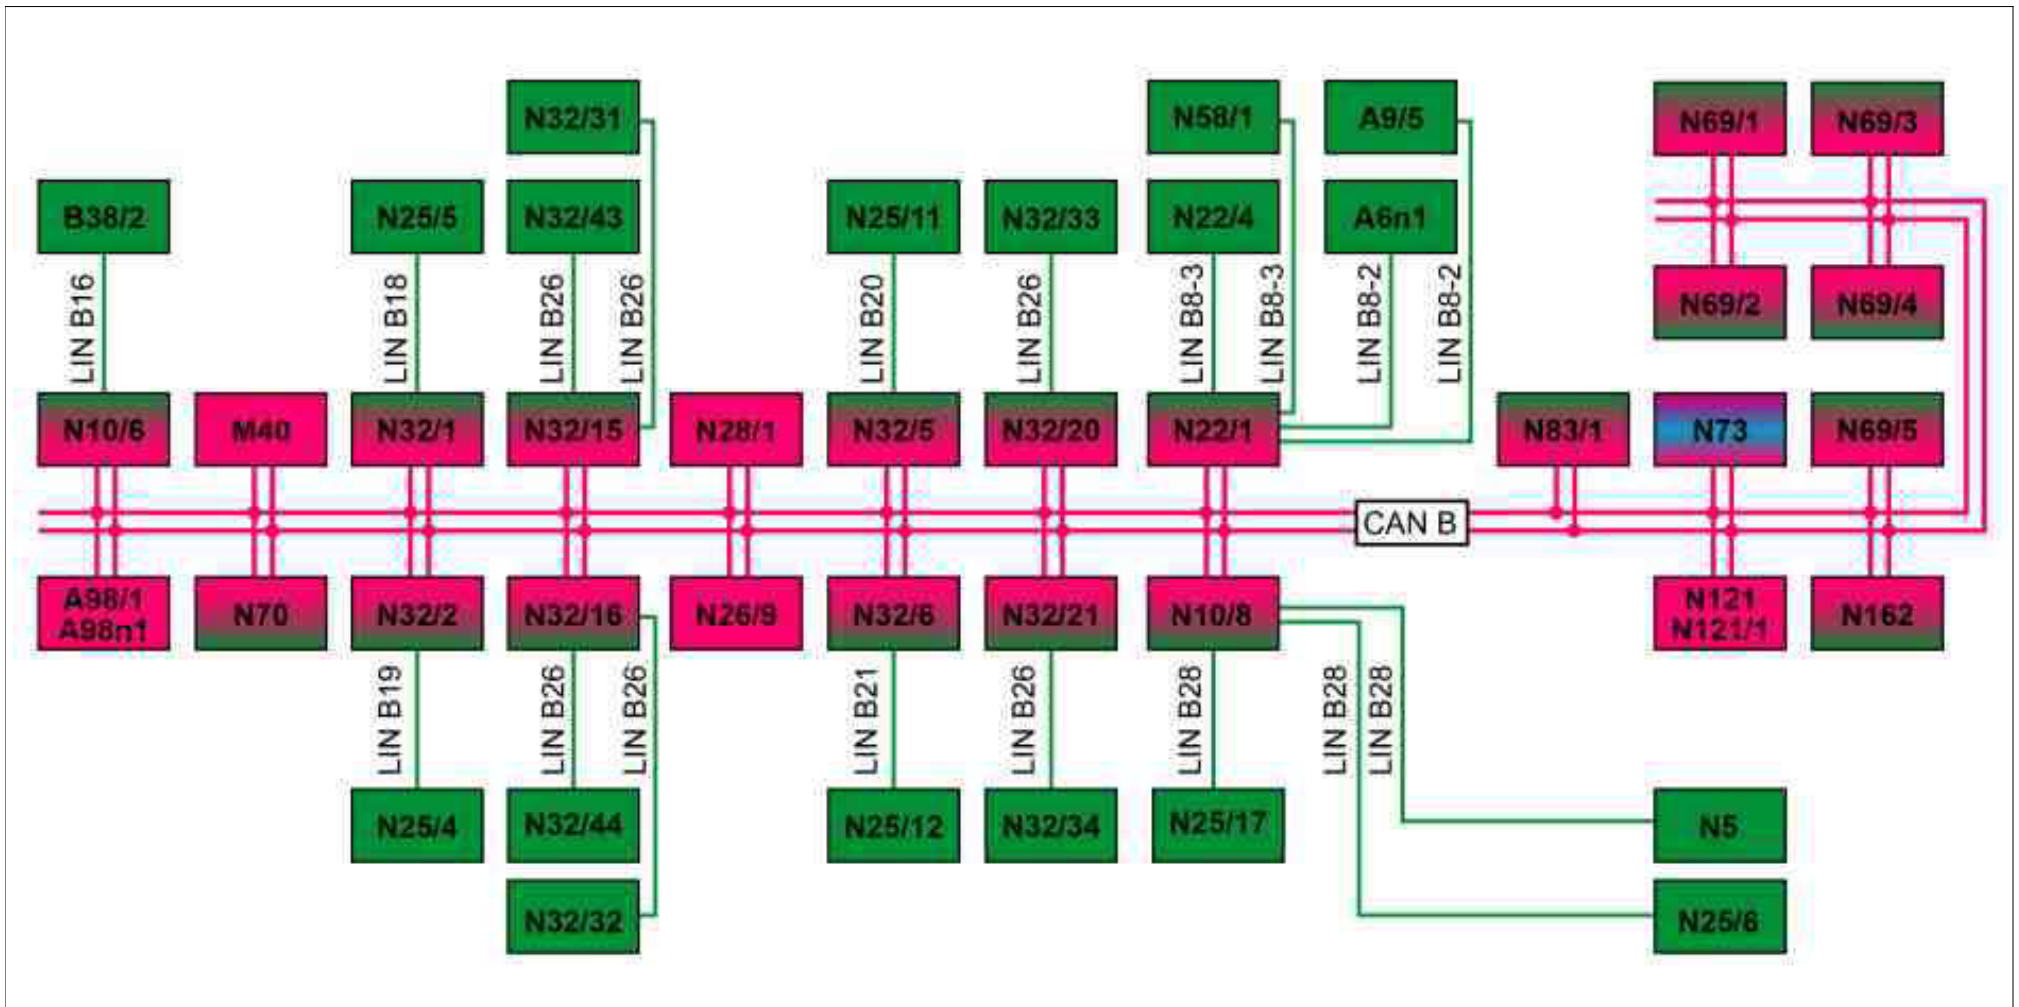 N32/31
N58/1
A9/5
N69/1
N69/3
B38/2
N25/5
N32/43
N25/11
N32/33
N22/4
A6n1
LIN B16
LIN B18
LIN B26
LIN B26
LIN B20
LIN B26
LIN B8-3
LIN B8-3
LIN B8-2
LIN B8-2
N69/2
N69/4
N10/6
M40
N32/1
N32/15
N28/1
N32/5
N32/20
N22/1
N83/1
N73
N69/5
CAN B
A98/1
A98n1
N70
N32/2
N32/16
N26/9
N32/6
N32/21
N10/8
N121
N121/1
N162
LIN B19
LIN B26
LIN B26
LIN B21
LIN B26
LIN B28
LIN B28
LIN B28
N25/4
N32/44
N25/12
N32/34
N25/17
N5
N32/32
N25/6